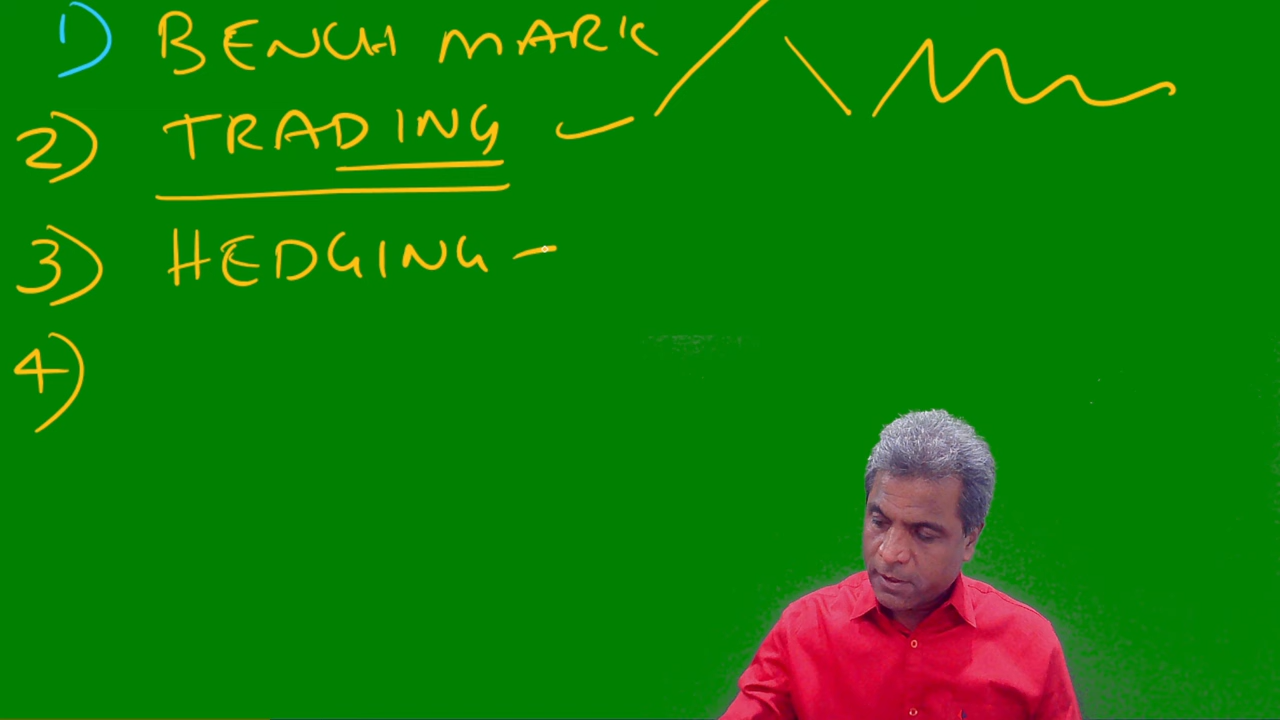 1) BENCH MARK
2) TRADING
3) HEDGING -
4)